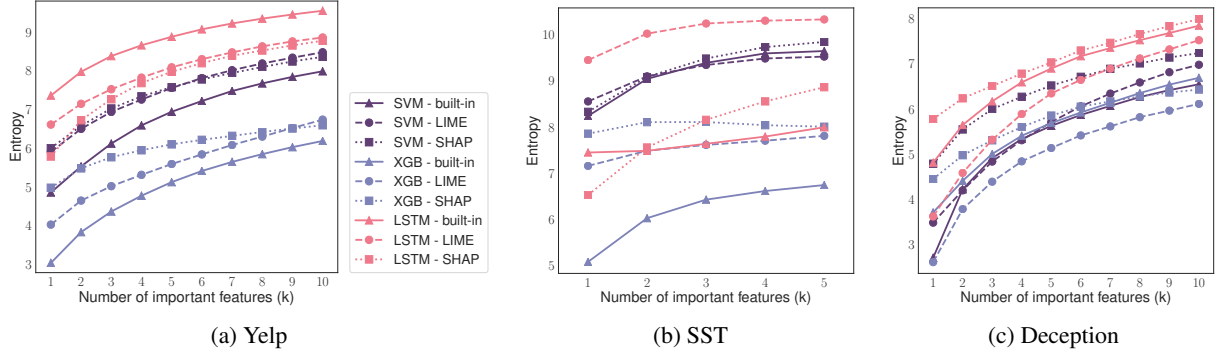 Entropy
9
8
7
6
5
4
3
1 2 3 4 5 6 7 8 9 10
Number of important features (k)
(a) Yelp
SVM - built-in
SVM - LIME
SVM - SHAP
XGB - built-in
XGB - LIME
XGB - SHAP
LSTM - built-in
LSTM - LIME
LSTM - SHAP
Entropy
10
9
8
7
6
5
1 2 3 4 5
Number of important features (k)
(b) SST
Entropy
8
7
6
5
4
3
1 2 3 4 5 6 7 8 9 10
Number of important features (k)
(c) Deception